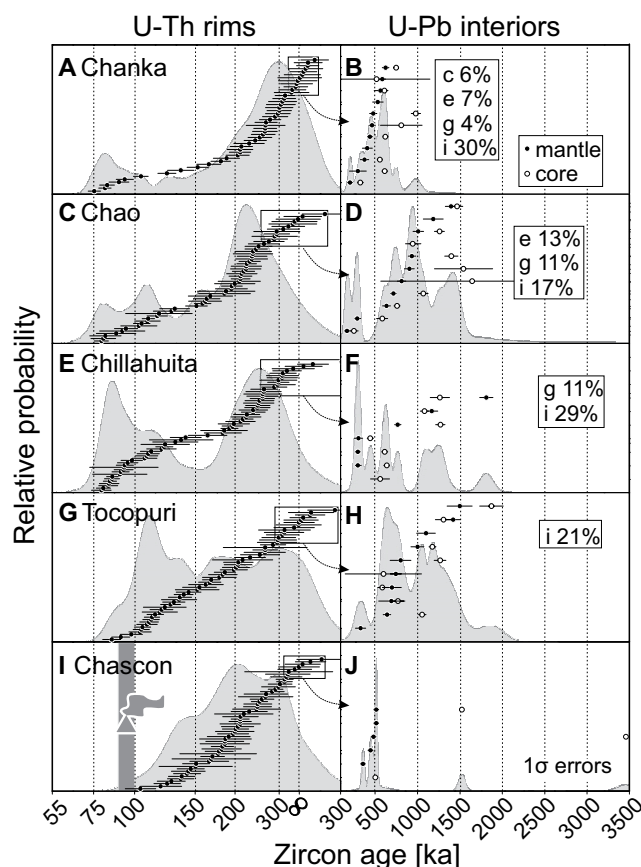 U-Th rims
U-Pb interiors
A Chanka
B
c 6%
e 7%
g 4%
i 30%
mantle
core
C Chao
D
e 13%
g 11%
i 17%
E Chillahuita
F
g 11%
i 29%
G Tocopuri
H
i 21%
I Chascon
J
1σ errors
Relative probability
55 75 100 150 200 300 ∞ 300 500 1000 1500 2000 2500 3000 3500
Zircon age [ka]